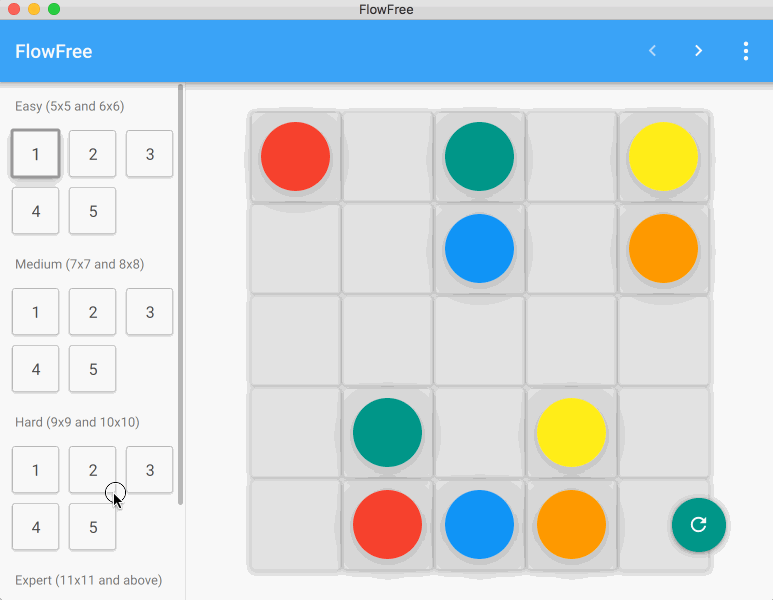 FlowFree
FlowFree
Easy (5x5 and 6x6)
1 2 3
4 5
Medium (7x7 and 8x8)
1 2 3
4 5
Hard (9x9 and 10x10)
1 2 3
4 5
Expert (11x11 and above)